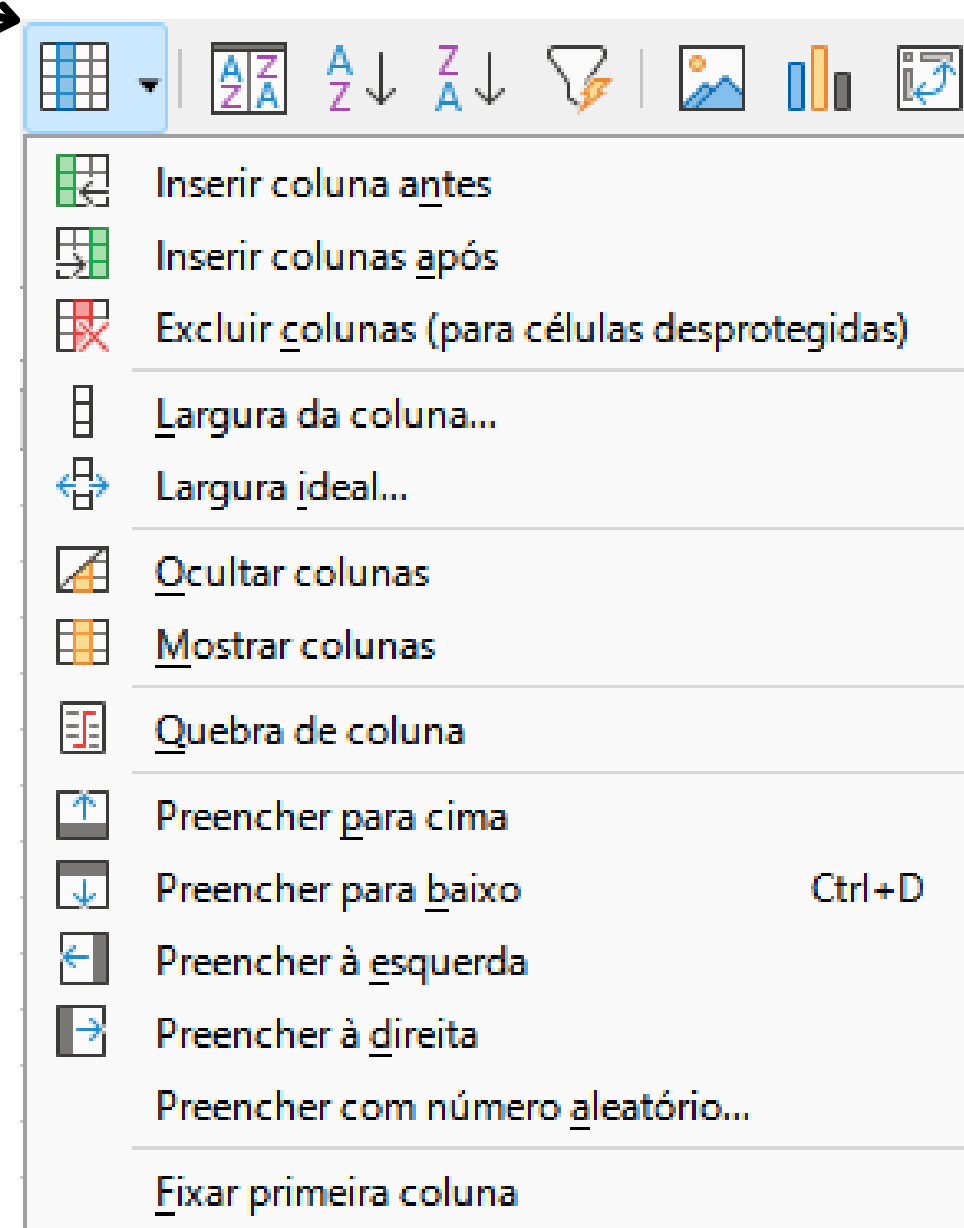 A Z Z A
A Z
Z A
Inserir coluna antes
Inserir colunas após
Excluir colunas (para células desprotegidas)
Largura da coluna...
Largura ideal...
Ocultar colunas
Mostrar colunas
Quebra de coluna
Preencher para cima
Preencher para baixo Ctrl+D
Preencher à esquerda
Preencher à direita
Preencher com número aleatório...
Fixar primeira coluna